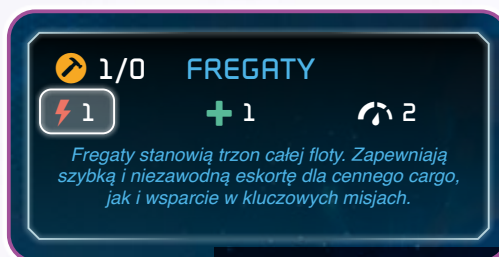 1/0 FREGATY
1 1 2
Fregaty stanowią trzon całej floty. Zapewniają
szybką i niezawodną eskortę dla cennego cargo,
jak i wsparcie w kluczowych misjach.